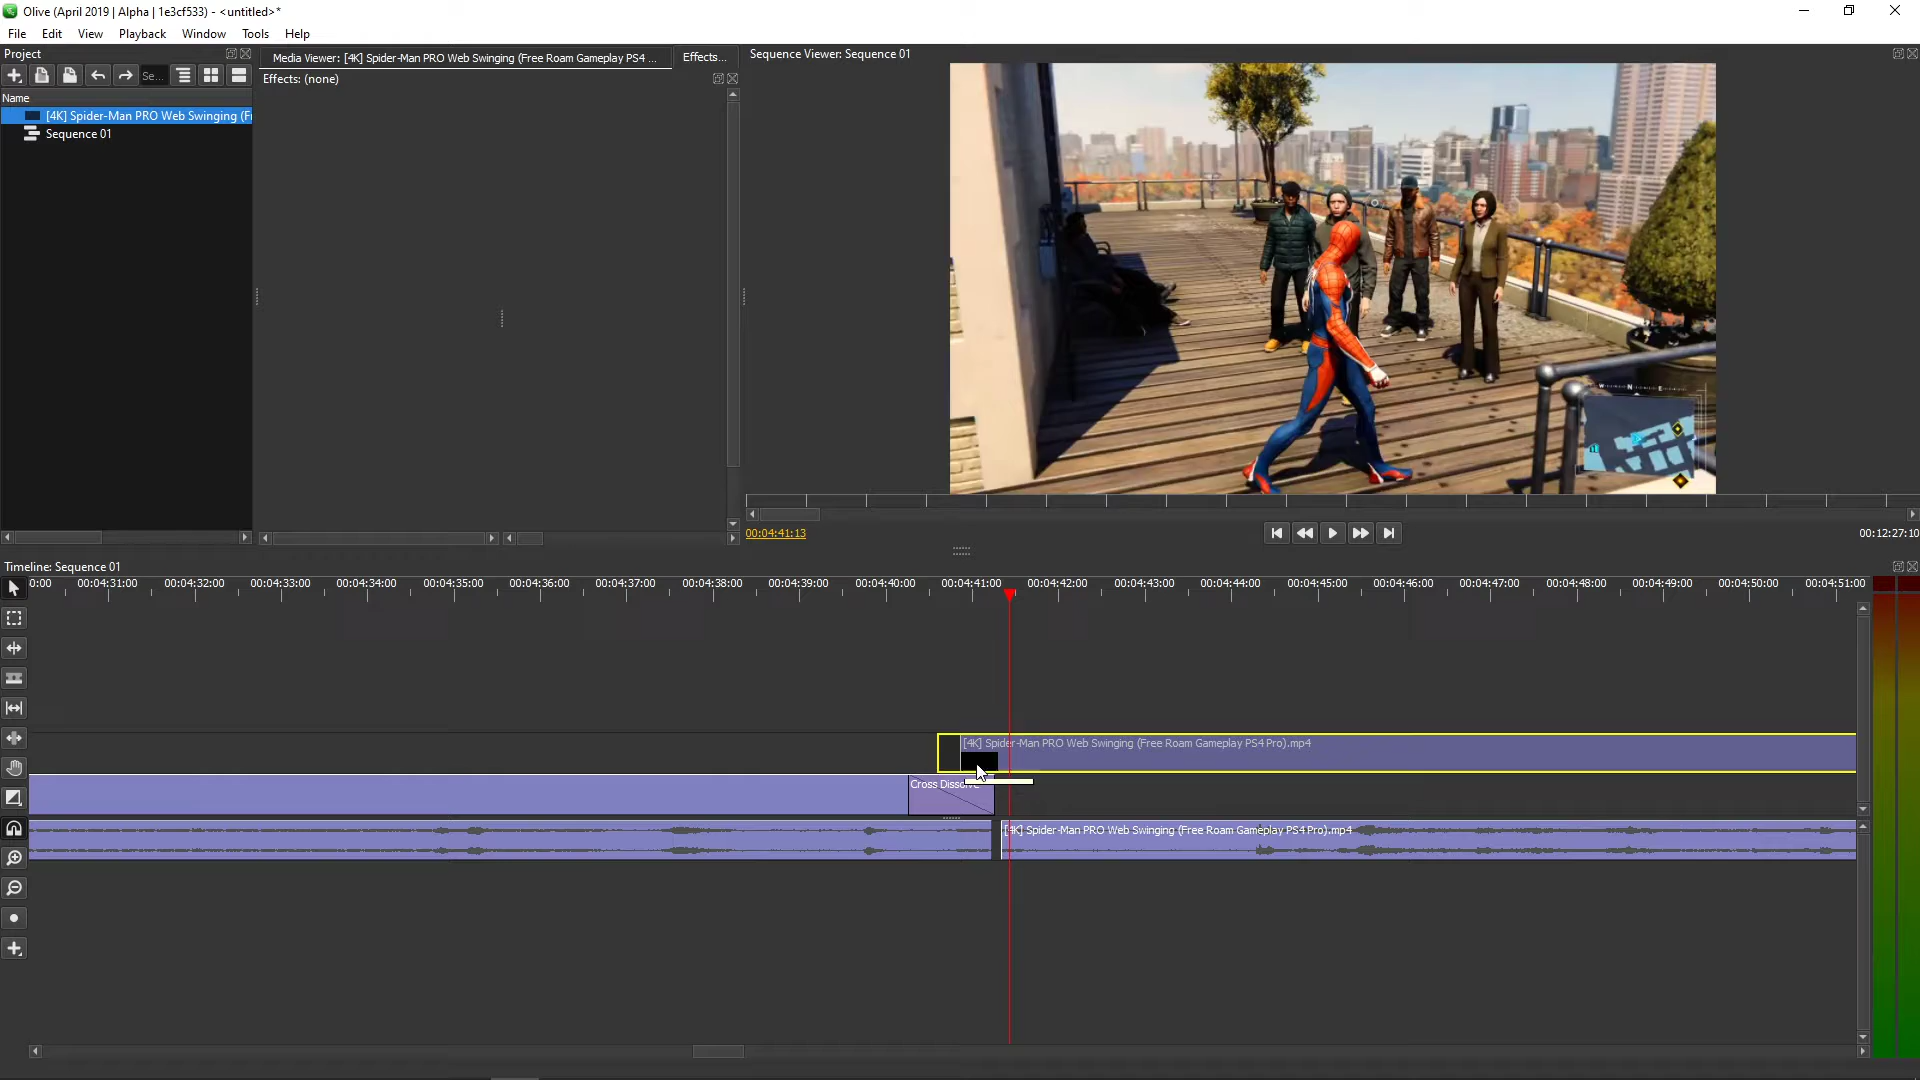 Olive (April 2019 | Alpha | 1e3cf533) - <untitled>*
File Edit View Playback Window Tools Help
Project
Media Viewer: [4K] Spider-Man PRO Web Swinging (Free Roam Gameplay PS4 ...
Effects...
Sequence Viewer: Sequence 01
Se...
Effects: (none)
Name
[4K] Spider-Man PRO Web Swinging (F
Sequence 01
W N E
00:04:41:13
00:12:27:10
Timeline: Sequence 01
0:00 00:04:31:00 00:04:32:00 00:04:33:00 00:04:34:00 00:04:35:00 00:04:36:00 00:04:37:00 00:04:38:00 00:04:39:00 00:04:40:00 00:04:41:00 00:04:42:00 00:04:43:00 00:04:44:00 00:04:45:00 00:04:46:00 00:04:47:00 00:04:48:00 00:04:49:00 00:04:50:00 00:04:51:00
[4K] Spider-Man PRO Web Swinging (Free Roam Gameplay PS4 Pro).mp4
Cross Dissolve
[4K] Spider-Man PRO Web Swinging (Free Roam Gameplay PS4 Pro).mp4